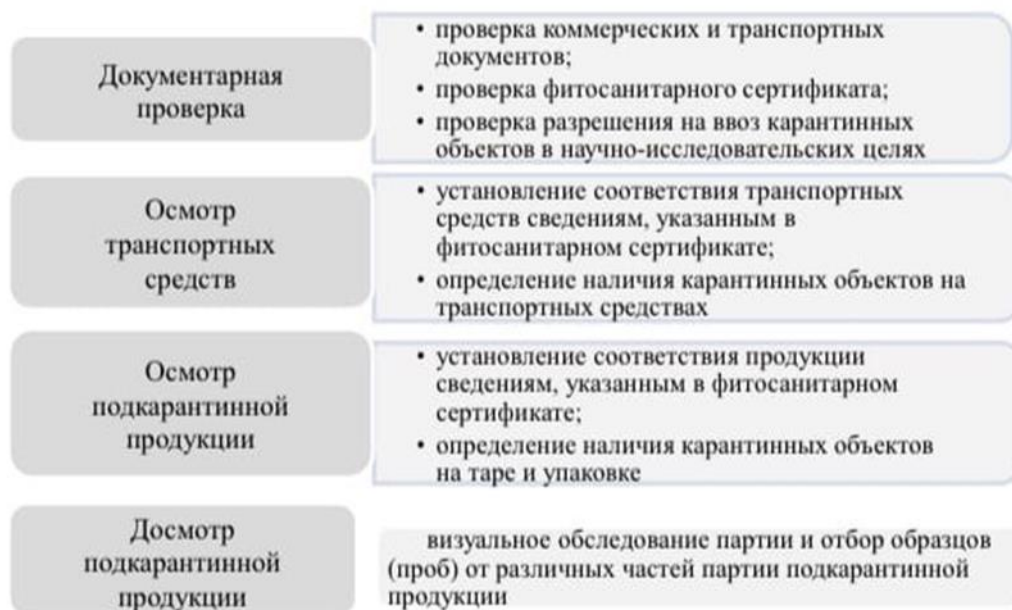 Документарная
проверка
• проверка коммерческих и транспортных
документов;
• проверка фитосанитарного сертификата;
• проверка разрешения на ввоз карантинных
объектов в научно-исследовательских целях
Осмотр
транспортных
средств
• установление соответствия транспортных
средств сведениям, указанным в
фитосанитарном сертификате;
• определение наличия карантинных объектов на
транспортных средствах
Осмотр
подкарантинной
продукции
• установление соответствия продукции
сведениям, указанным в фитосанитарном
сертификате;
• определение наличия карантинных объектов
на таре и упаковке
Досмотр
подкарантинной
продукции
визуальное обследование партии и отбор образцов
(проб) от различных частей партии подкарантинной
продукции